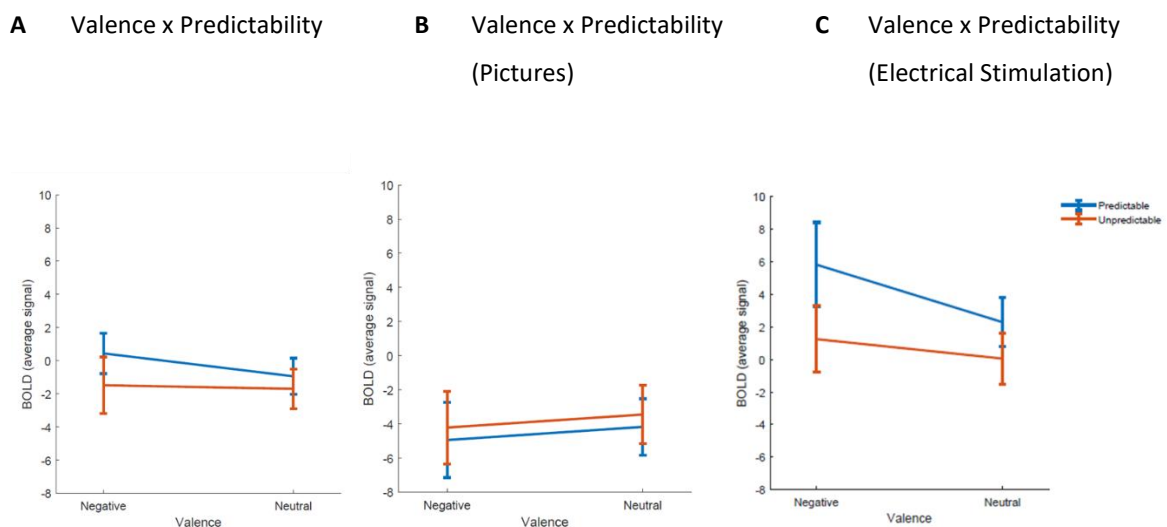 A Valence x Predictability
B Valence x Predictability
(Pictures)
C Valence x Predictability
(Electrical Stimulation)
10
8
6
4
2
0
-2
-4
-6
-8
BOLD (average signal)
Negative
Neutral
Valence
10
8
6
4
2
0
-2
-4
-6
-8
BOLD (average signal)
Negative
Neutral
Valence
10
8
6
4
2
0
-2
-4
-6
-8
BOLD (average signal)
Negative
Neutral
Valence
Predictable
Unpredictable